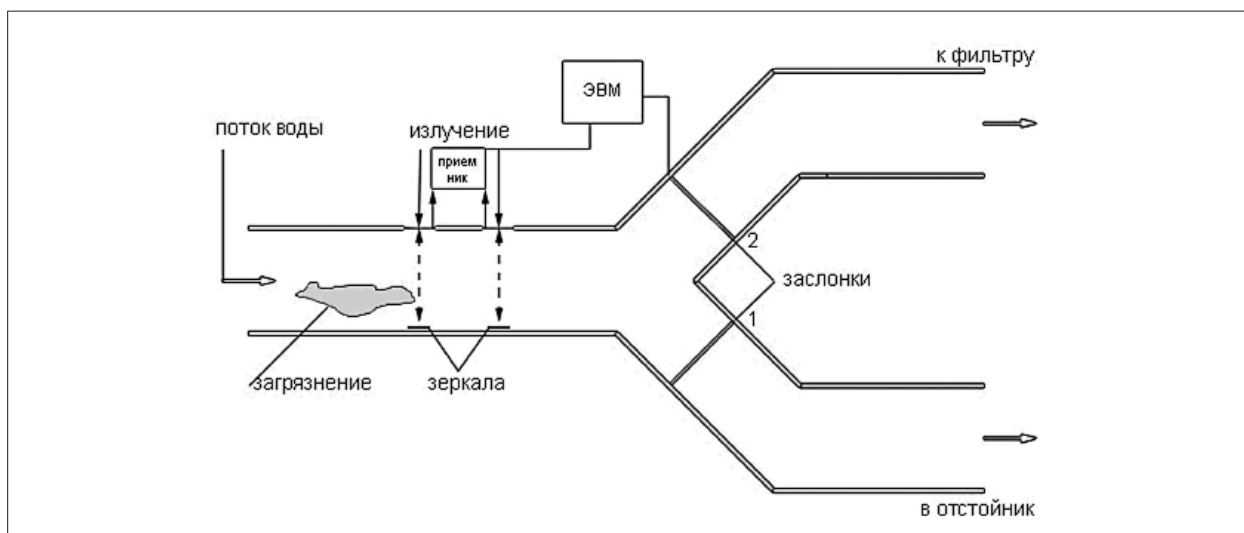 к фильтру
ЭВМ
поток воды
излучение
прием
ник
2
заслонки
1
загрязнение
зеркала
в отстойник